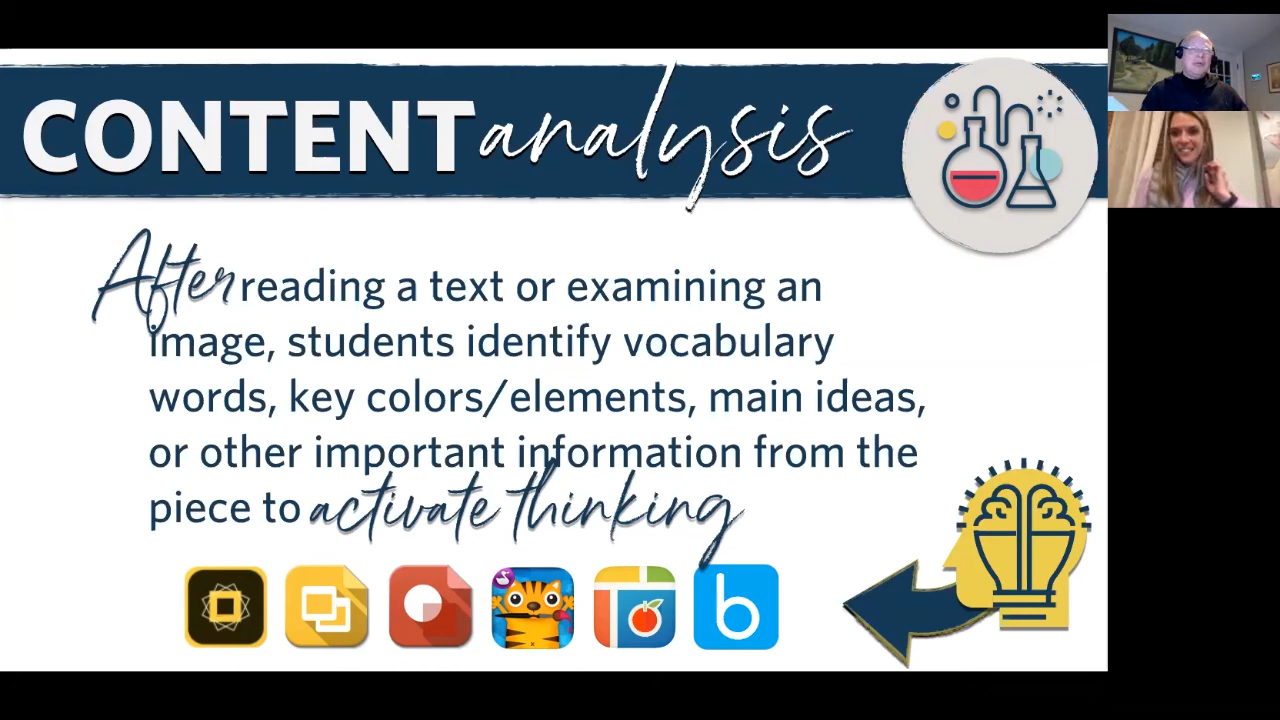 CONTENT analysis
After reading a text or examining an
image, students identify vocabulary
words, key colors/elements, main ideas,
or other important information from the
piece to activate thinking
b